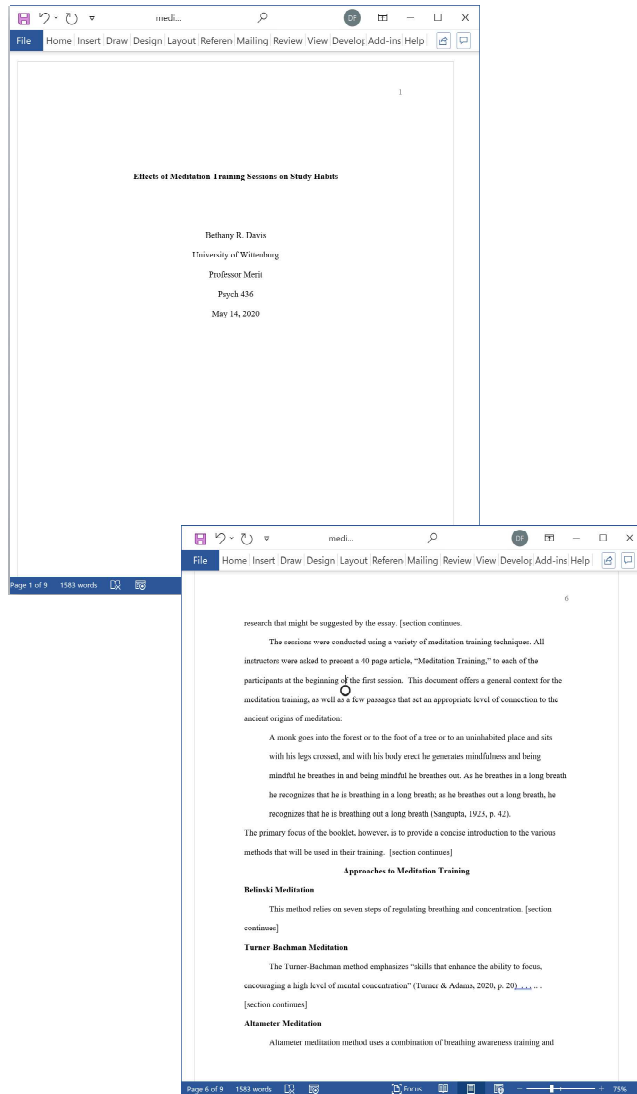 medi...
DF
File Home Insert Draw Design Layout Referen Mailing Review View Develop Add-ins Help
1
Effects of Meditation Training Sessions on Study Habits
Bethany R. Davis
University of Wittenburg
Professor Merit
Psych 436
May 14, 2020
Page 1 of 9 1583 words
medi...
DF
File Home Insert Draw Design Layout Referen Mailing Review View Develop Add-ins Help
6
research that might be suggested by the essay. [section continues.
The sessions were conducted using a variety of meditation training techniques. All
instructors were asked to present a 40 page article, “Meditation Training,” to each of the
participants at the beginning of the first session. This document offers a general context for the
meditation training, as well as a few passages that set an appropriate level of connection to the
ancient origins of meditation:
A monk goes into the forest or to the foot of a tree or to an uninhabited place and sits
with his legs crossed, and with his body erect he generates mindfulness and being
mindful he breathes in and being mindful he breathes out. As he breathes in a long breath
he recognizes that he is breathing in a long breath; as he breathes out a long breath, he
recognizes that he is breathing out a long breath (Sangupta, 1923, p. 42).
The primary focus of the booklet, however, is to provide a concise introduction to the various
methods that will be used in their training. [section continues]
Approaches to Meditation Training
Belinski Meditation
This method relies on seven steps of regulating breathing and concentration. [section
continues]
Turner Bachman Meditation
The Turner-Bachman method emphasizes “skills that enhance the ability to focus,
encouraging a high level of mental concentration” (Turner & Adams, 2020, p. 20) . . . .. .
[section continues]
Altameter Meditation
Altameter meditation method uses a combination of breathing awareness training and
Page 6 of 9 1583 words Focus 75%